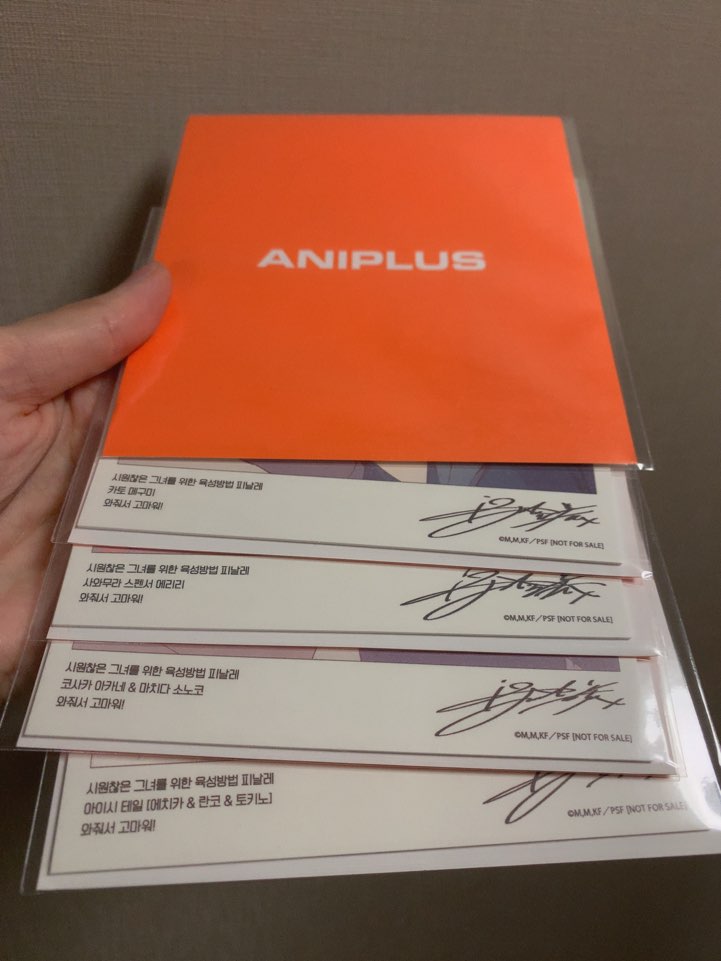 ANIPLUS
시원찮은 그녀를 위한 육성방법 피날레
카토 메구미
와줘서 고마워!
©M,M,KF／PSF [NOT FOR SALE]
시원찮은 그녀를 위한 육성방법 피날레
사와무라 스펜서 에리리
와줘서 고마워!
©M,M,KF／PSF [NOT FOR SALE]
시원찮은 그녀를 위한 육성방법 피날레
코사카 아카네 & 마치다 소노코
와줘서 고마워!
©M,M,KF／PSF [NOT FOR SALE]
시원찮은 그녀를 위한 육성방법 피날레
아이시 테일 [에치카 & 란코 & 토키노]
와줘서 고마워!
©M,M,KF／PSF [NOT FOR SALE]